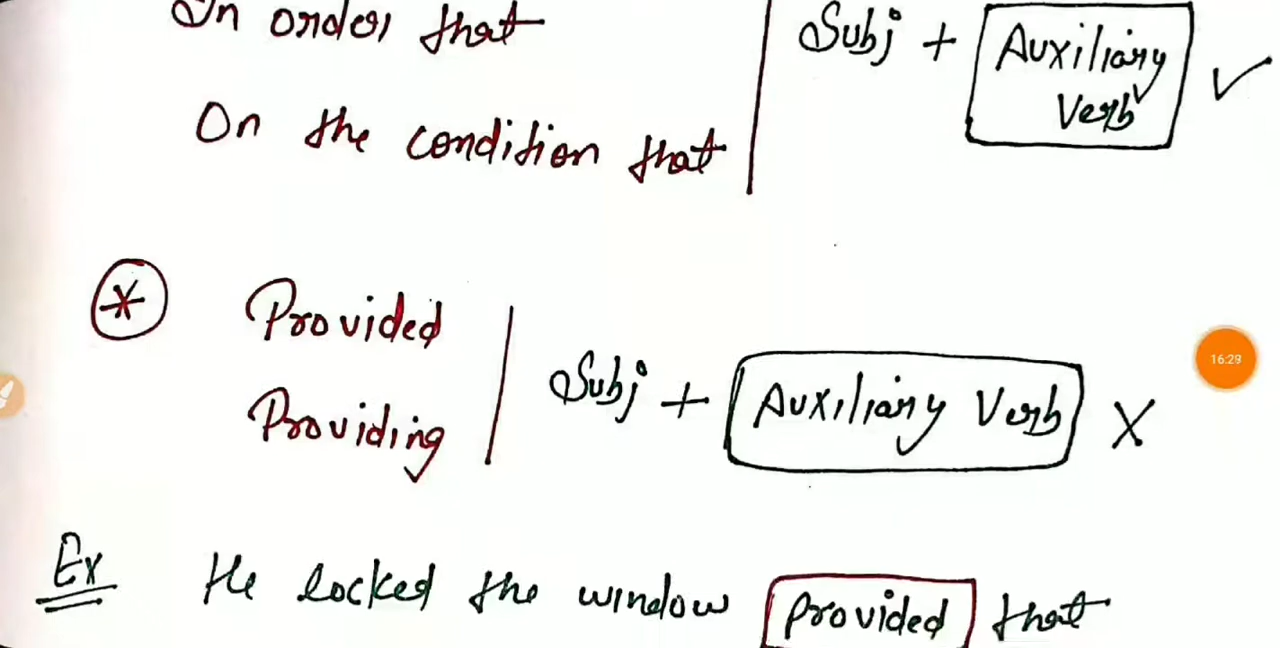 In order that
On the condition that
Subj + Auxiliary Verb ✓
* Provided
Providing
Subj + Auxiliary Verb X
16:29
Ex He locked the window provided that